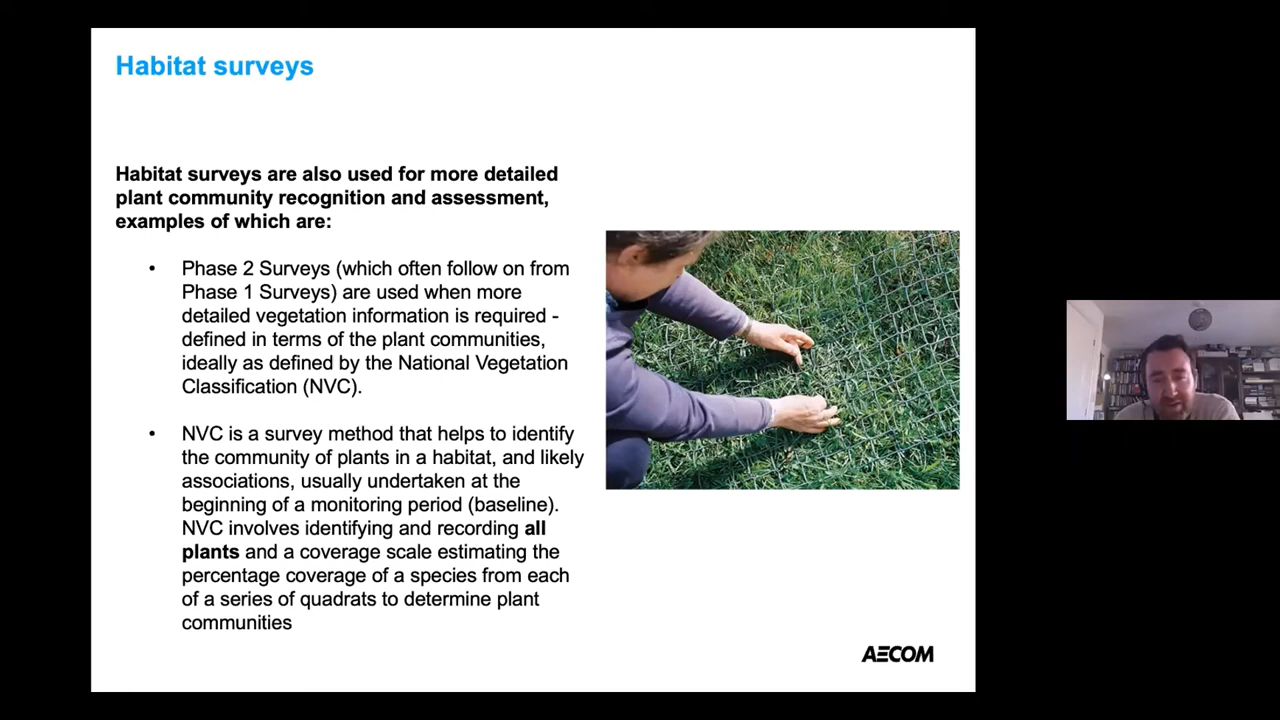 Habitat surveys
Habitat surveys are also used for more detailed
plant community recognition and assessment,
examples of which are:
• Phase 2 Surveys (which often follow on from
Phase 1 Surveys) are used when more
detailed vegetation information is required -
defined in terms of the plant communities,
ideally as defined by the National Vegetation
Classification (NVC).
• NVC is a survey method that helps to identify
the community of plants in a habitat, and likely
associations, usually undertaken at the
beginning of a monitoring period (baseline).
NVC involves identifying and recording all
plants and a coverage scale estimating the
percentage coverage of a species from each
of a series of quadrats to determine plant
communities
AECOM